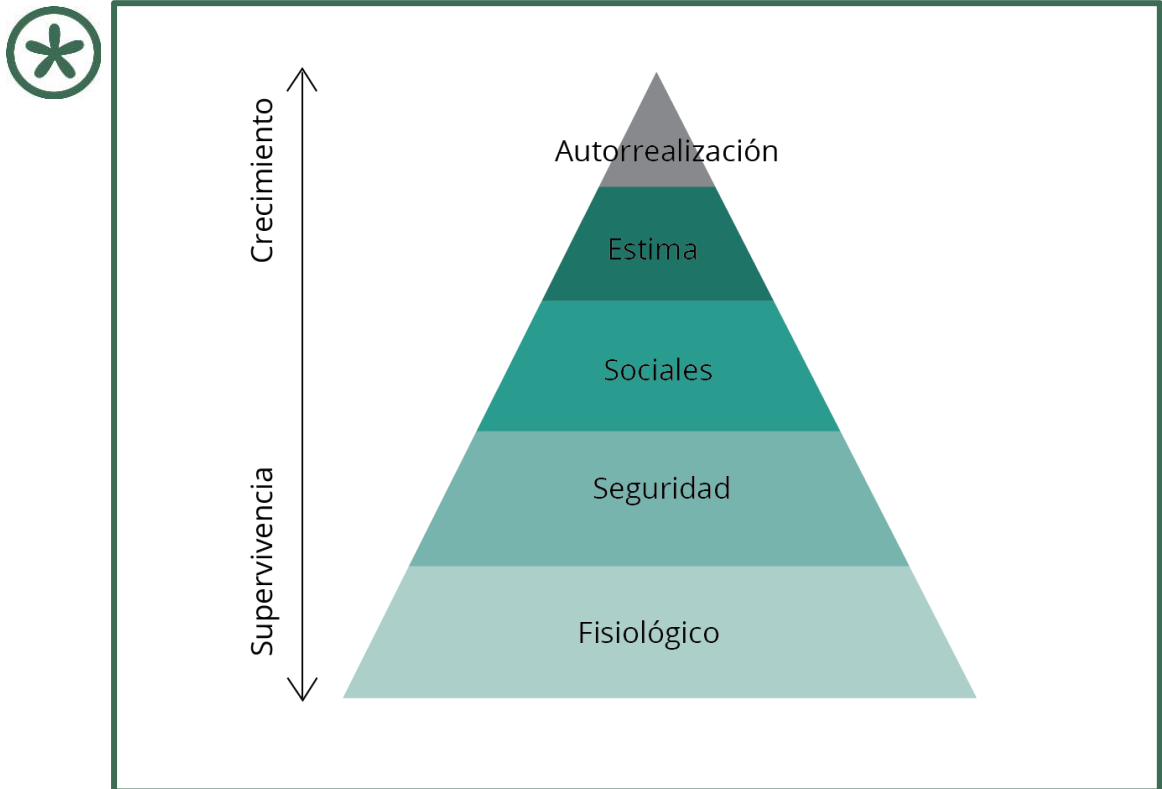 Crecimiento
Supervivencia
Autorrealización
Estima
Sociales
Seguridad
Fisiológico